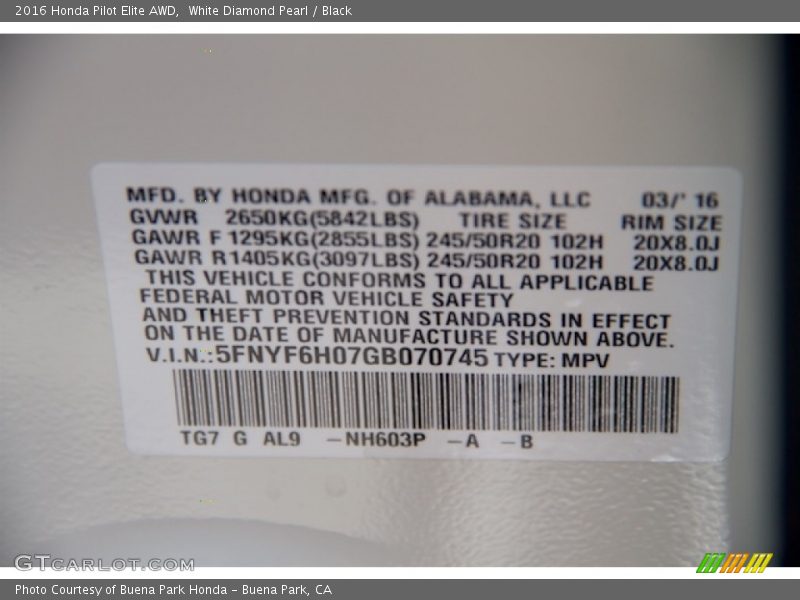 2016 Honda Pilot Elite AWD,  White Diamond Pearl / Black
MFD. BY HONDA MFG. OF ALABAMA, LLC 03/' 16
GVWR 2650KG(5842LBS) TIRE SIZE RIM SIZE
GAWR F 1295KG(2855LBS) 245/50R20 102H 20X8.0J
GAWR R1405KG(3097LBS) 245/50R20 102H 20X8.0J
THIS VEHICLE CONFORMS TO ALL APPLICABLE
FEDERAL MOTOR VEHICLE SAFETY
AND THEFT PREVENTION STANDARDS IN EFFECT
ON THE DATE OF MANUFACTURE SHOWN ABOVE.
V.I.N.:5FNYF6H07GB070745 TYPE: MPV
TG7 G AL9 -NH603P -A -B
GTCARLOT.COM
Photo Courtesy of Buena Park Honda - Buena Park, CA